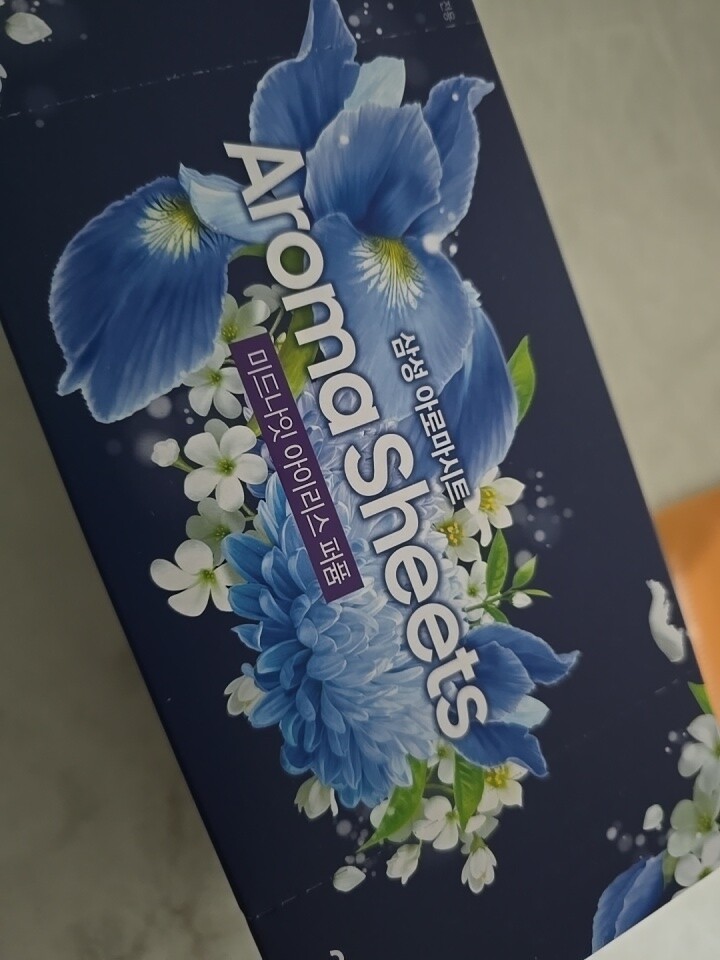 삼성 아로마시트
Aroma Sheets
미드나잇 아이리스 퍼퓸